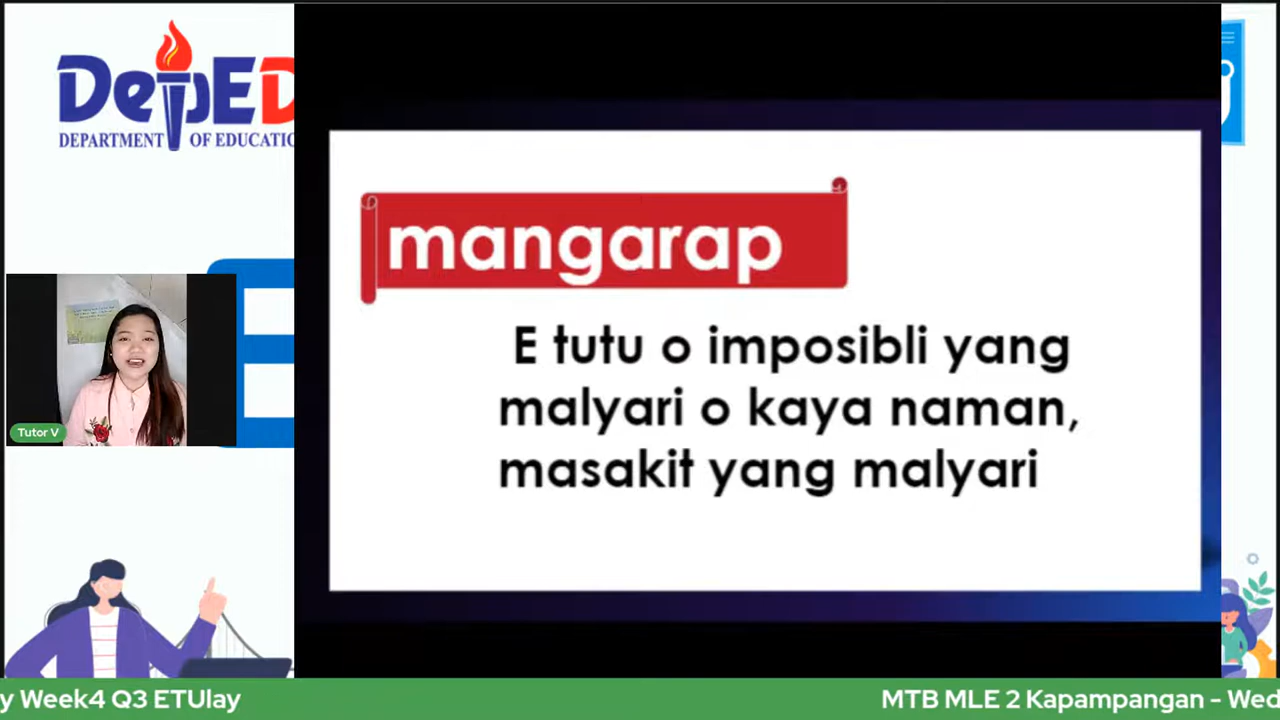 DepED
DEPARTMENT OF EDUCATIO
mangarap
E tutu o imposibli yang
malyari o kaya naman,
masakit yang malyari
Tutor V
y Week4 Q3 ETUlay
MTB MLE 2 Kapampangan - Wed